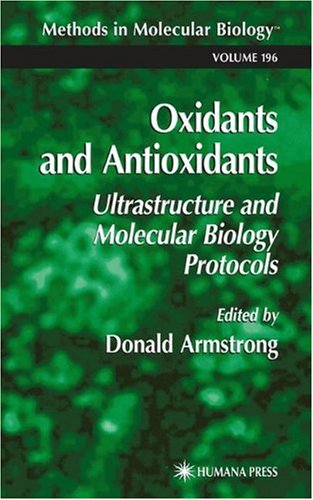 Methods in Molecular Biology™
VOLUME 196
Oxidants
and Antioxidants
Ultrastructure and
Molecular Biology
Protocols
Edited by
Donald Armstrong
HUMANA PRESS